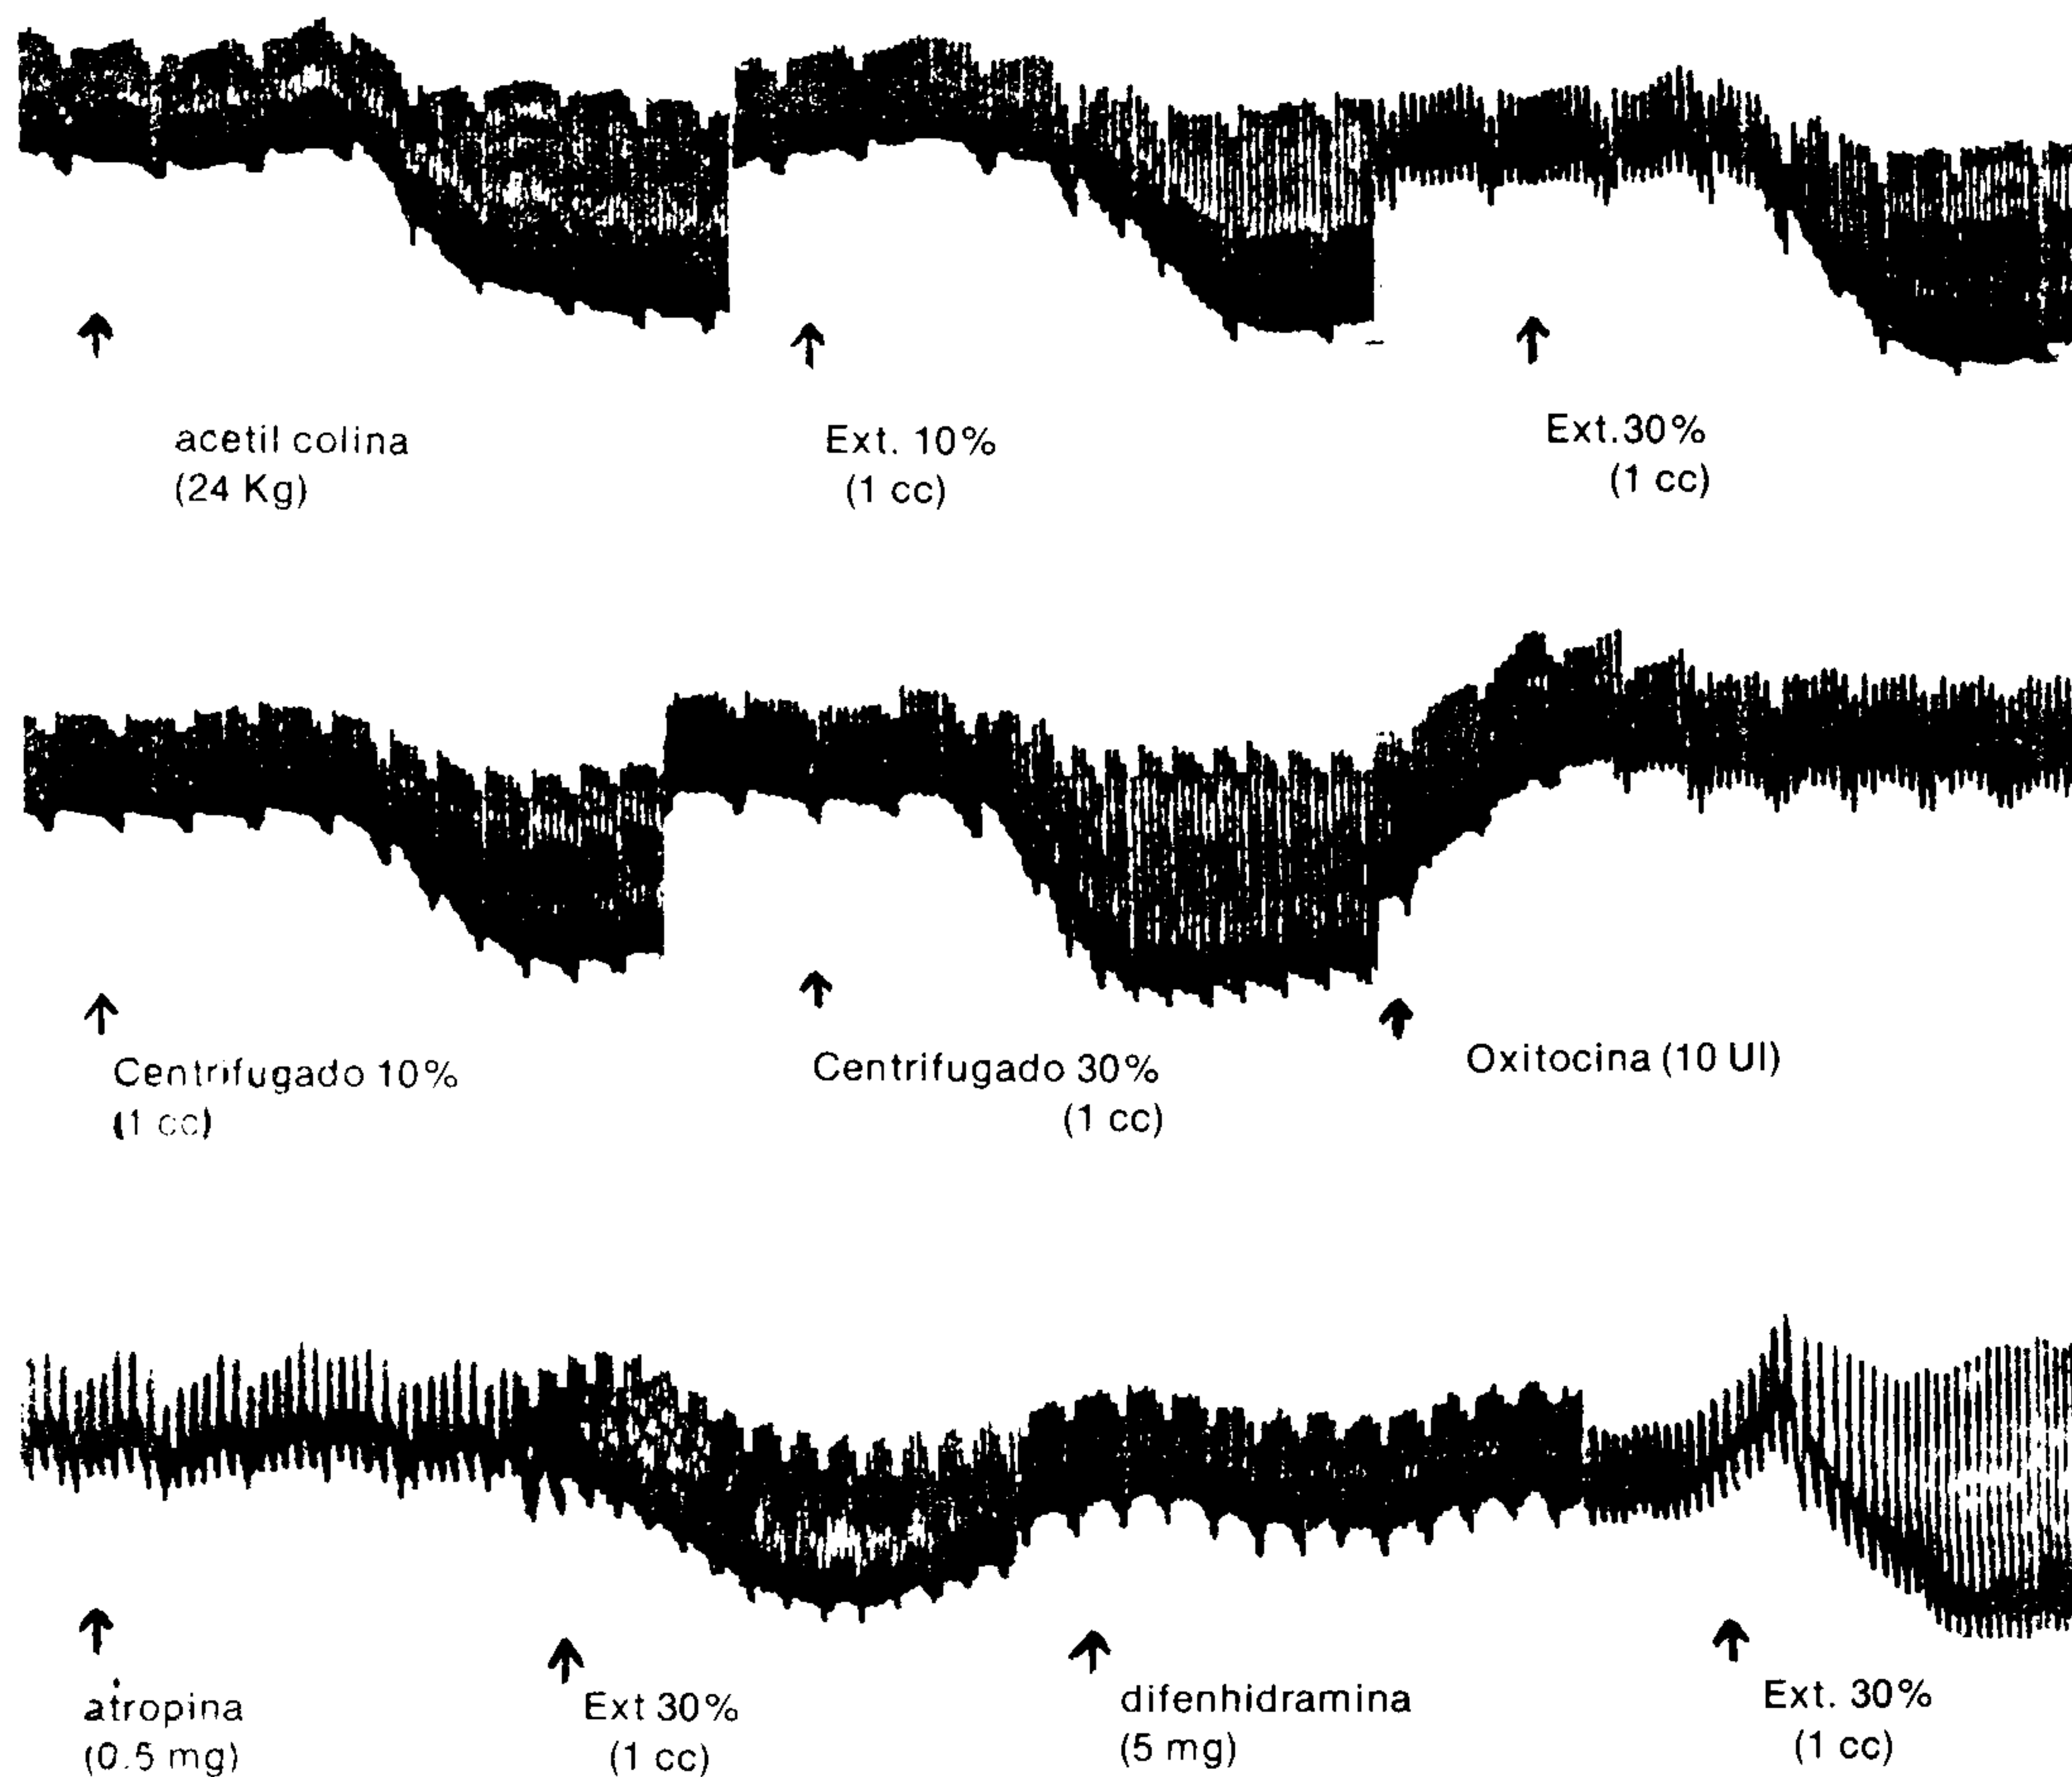 acetil colina
(24 Kg)
Ext. 10%
(1 cc)
Ext.30%
(1 cc)
Centrifugado 10%
(1 cc)
Centrifugado 30%
(1 cc)
Oxitocina (10 UI)
atropina
(0.5 mg)
Ext 30%
(1 cc)
difenhidramina
(5 mg)
Ext. 30%
(1 cc)